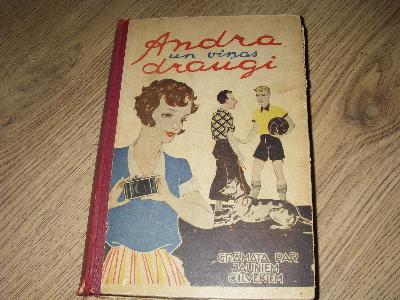 Andra
un viņas
draugi
GRĀMATA PAR
JAUNIEM
CILVĒKIEM